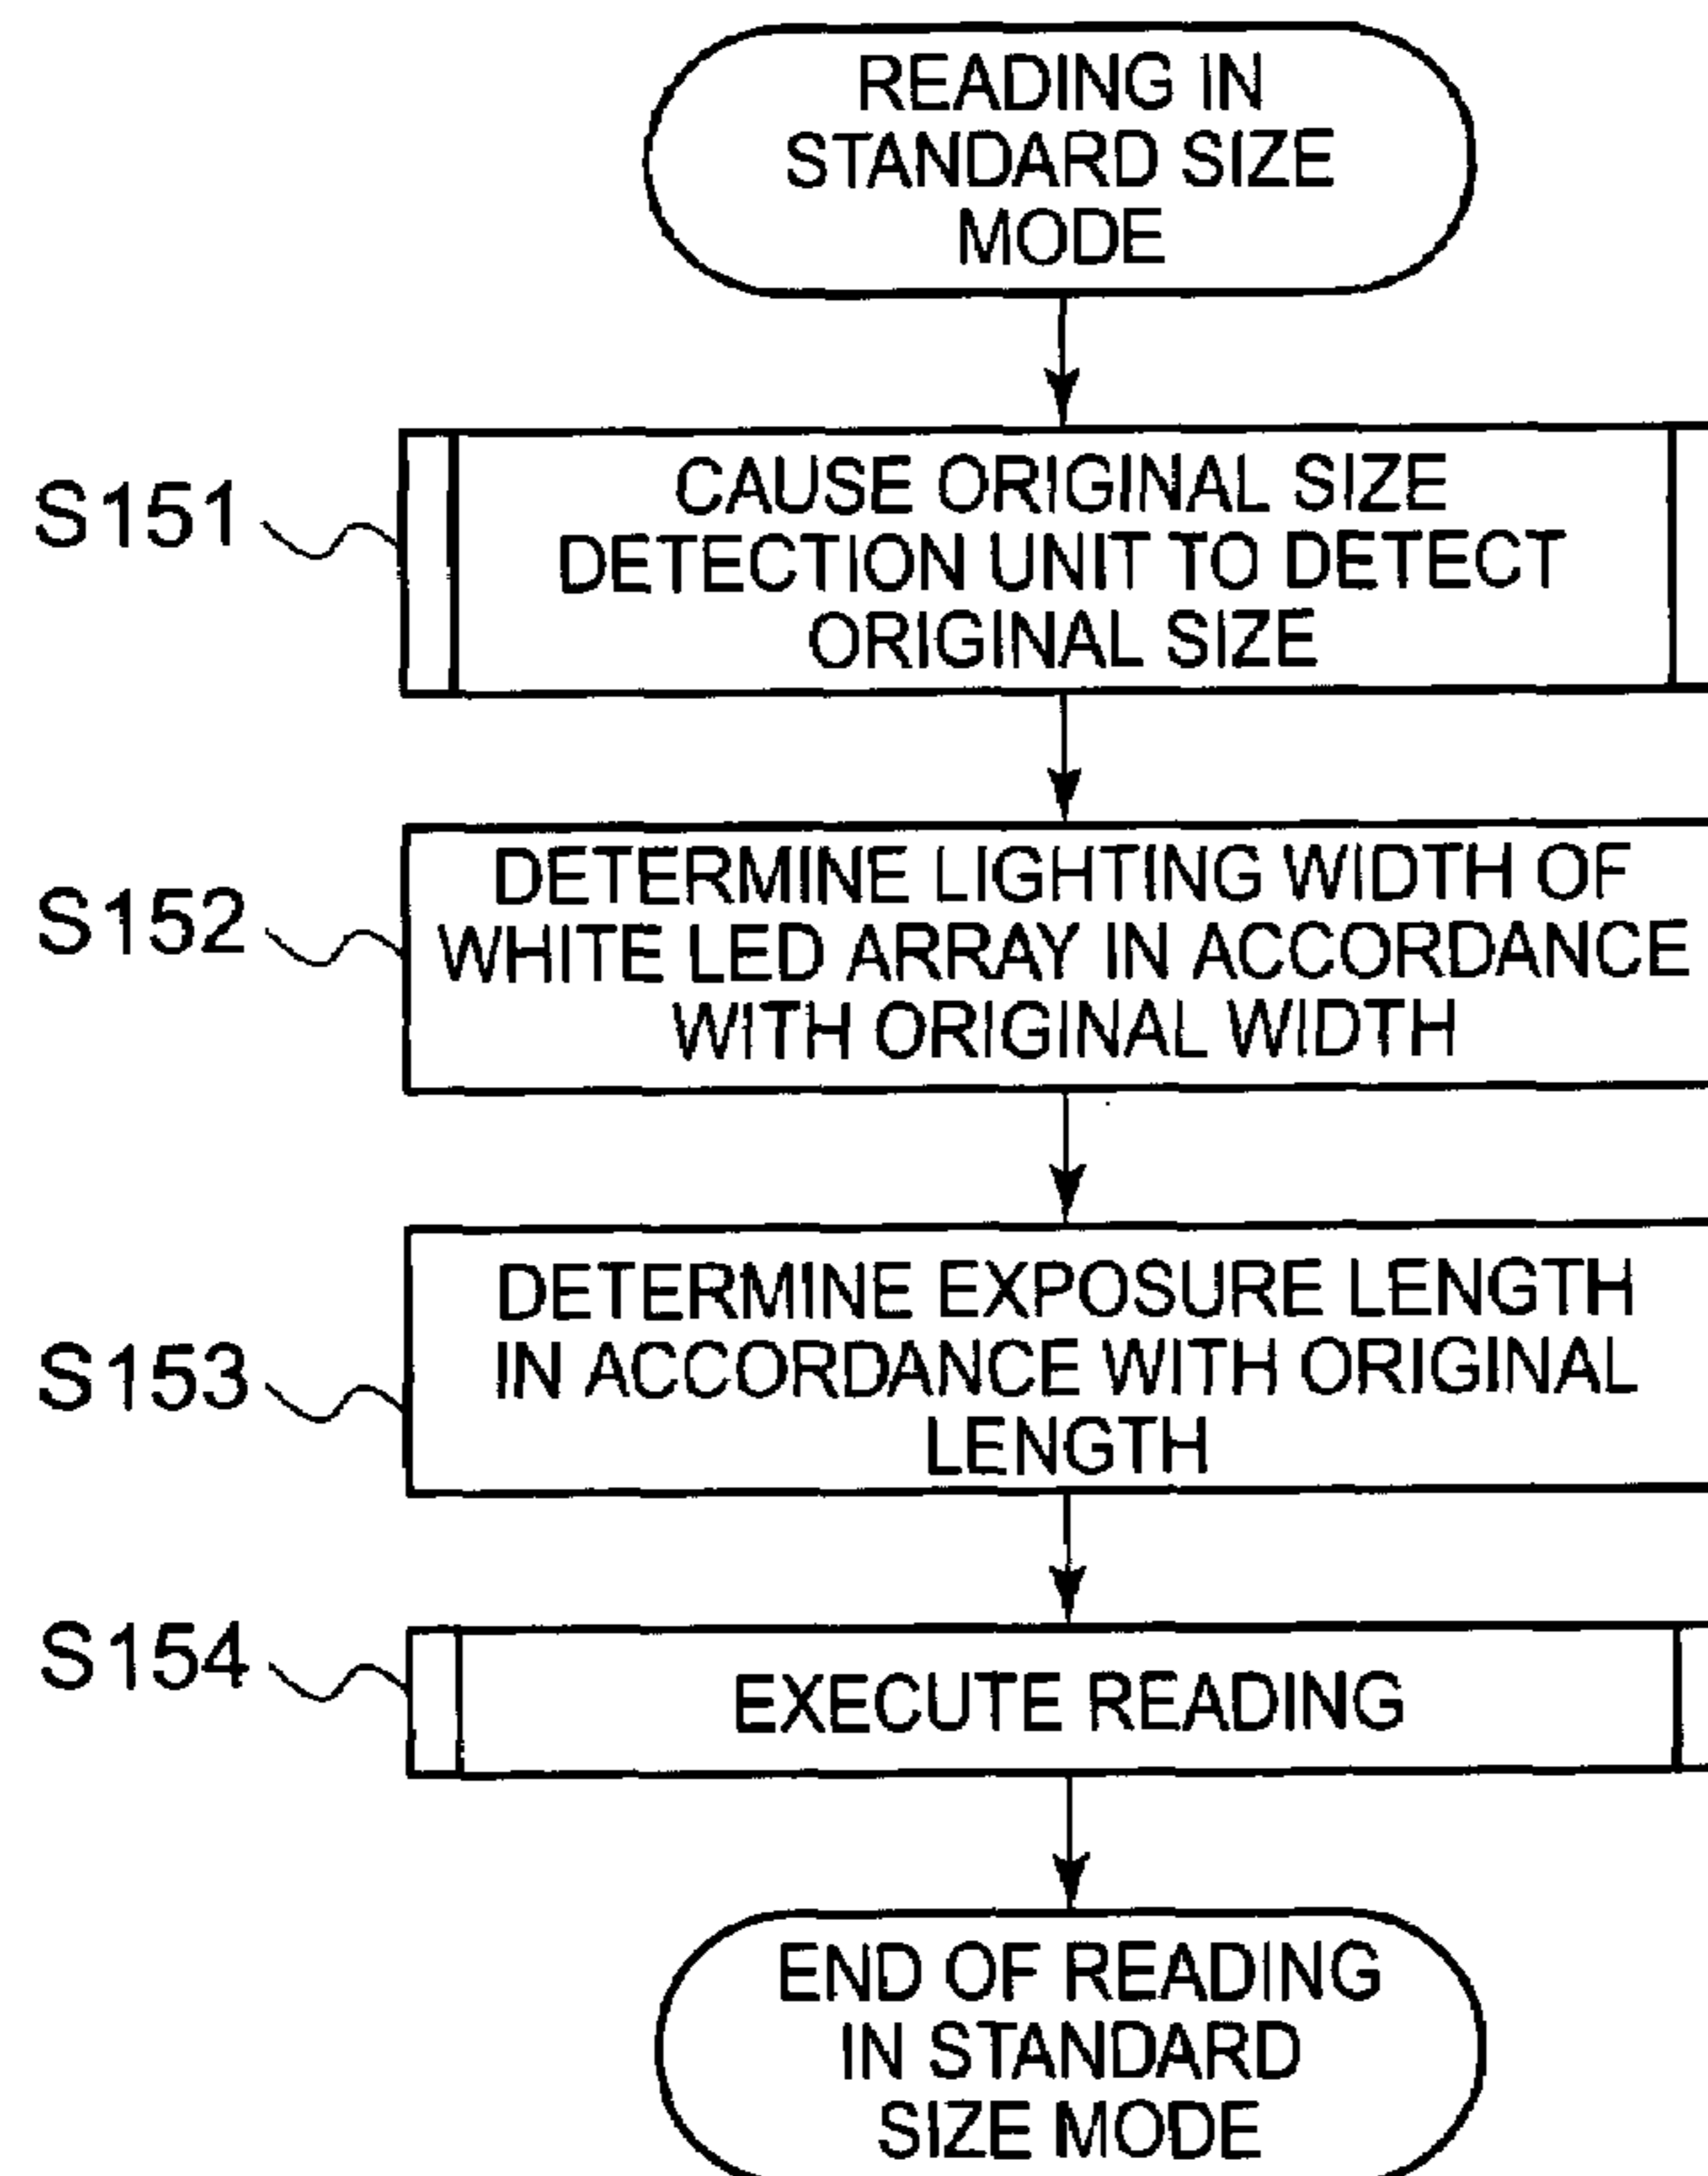 READING IN
STANDARD SIZE
MODE
S151
CAUSE ORIGINAL SIZE
DETECTION UNIT TO DETECT
ORIGINAL SIZE
S152
DETERMINE LIGHTING WIDTH OF
WHITE LED ARRAY IN ACCORDANCE
WITH ORIGINAL WIDTH
S153
DETERMINE EXPOSURE LENGTH
IN ACCORDANCE WITH ORIGINAL
LENGTH
S154
EXECUTE READING
END OF READING
IN STANDARD
SIZE MODE